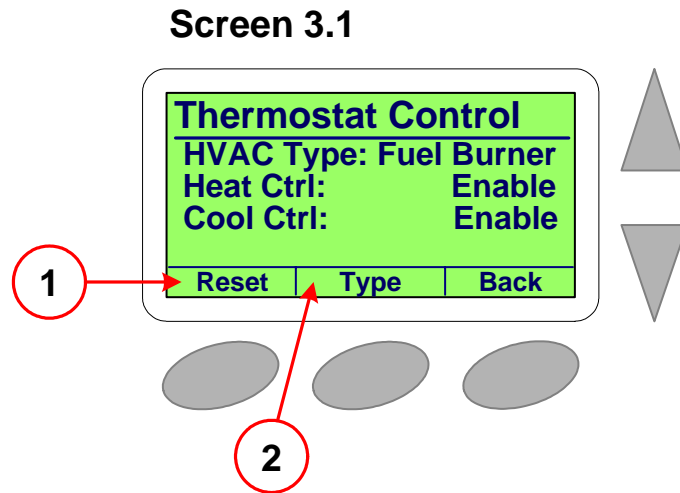 Screen 3.1
Thermostat Control
HVAC Type: Fuel Burner
Heat Ctrl: Enable
Cool Ctrl: Enable
Reset Type Back
1
2